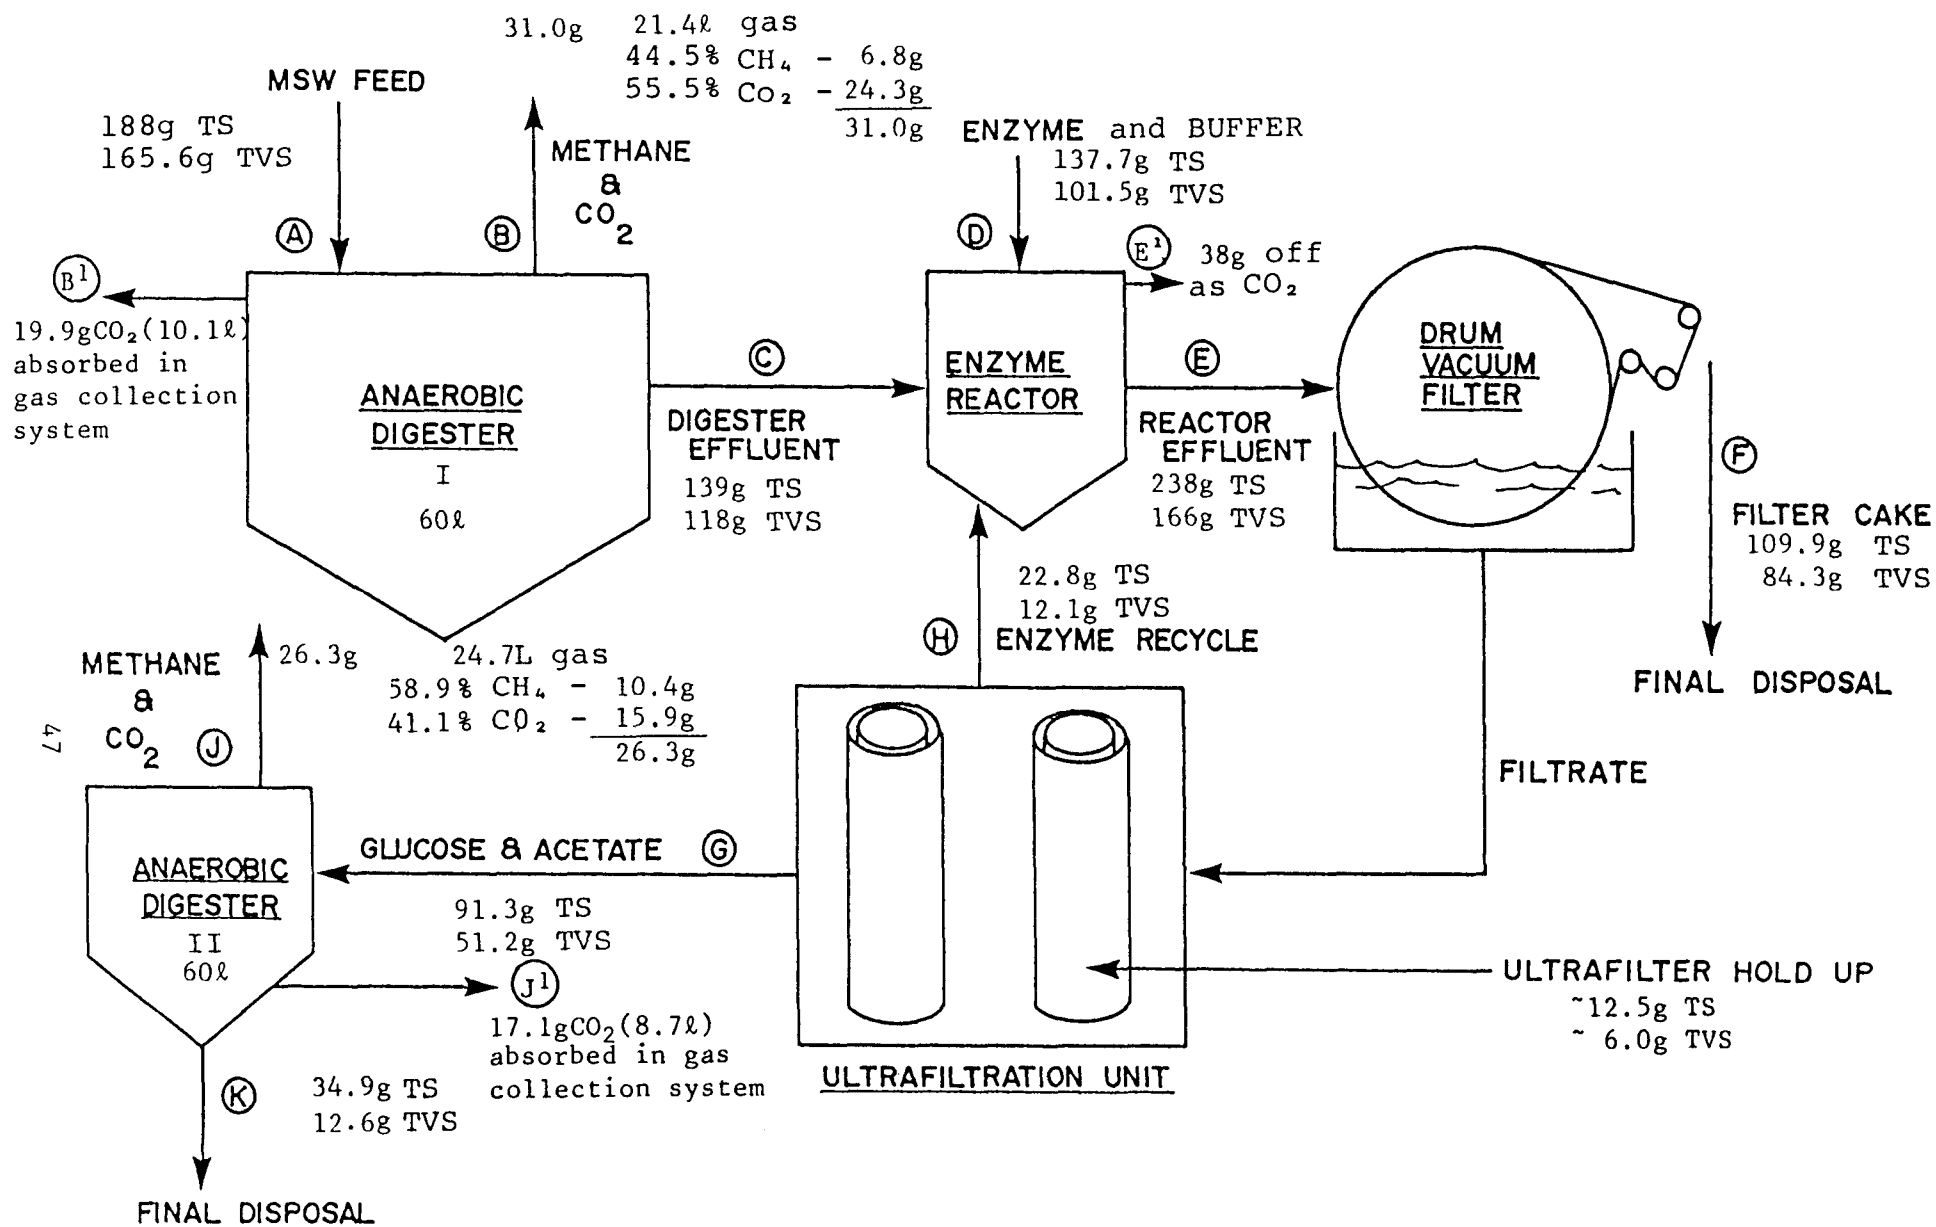 31.0g
21.4ℓ gas
44.5% CH₄ - 6.8g
55.5% Co₂ - 24.3g
31.0g
MSW FEED
188g TS
165.6g TVS
METHANE
&
CO₂
ENZYME and BUFFER
137.7g TS
101.5g TVS
A
B
D
B¹
E¹
38g off
as CO₂
19.9gCO₂(10.1ℓ)
absorbed in
gas collection
system
ANAEROBIC
DIGESTER
I
60ℓ
C
DIGESTER
EFFLUENT
139g TS
118g TVS
ENZYME
REACTOR
E
REACTOR
EFFLUENT
238g TS
166g TVS
DRUM
VACUUM
FILTER
F
FILTER CAKE
109.9g TS
84.3g TVS
FINAL DISPOSAL
22.8g TS
12.1g TVS
H
ENZYME RECYCLE
METHANE
&
CO₂
J
26.3g
24.7L gas
58.9% CH₄ - 10.4g
41.1% CO₂ - 15.9g
26.3g
47
FILTRATE
GLUCOSE & ACETATE
G
91.3g TS
51.2g TVS
ANAEROBIC
DIGESTER
II
60ℓ
J¹
17.1gCO₂(8.7ℓ)
absorbed in gas
collection system
ULTRAFILTER HOLD UP
~12.5g TS
~ 6.0g TVS
ULTRAFILTRATION UNIT
K
34.9g TS
12.6g TVS
FINAL DISPOSAL